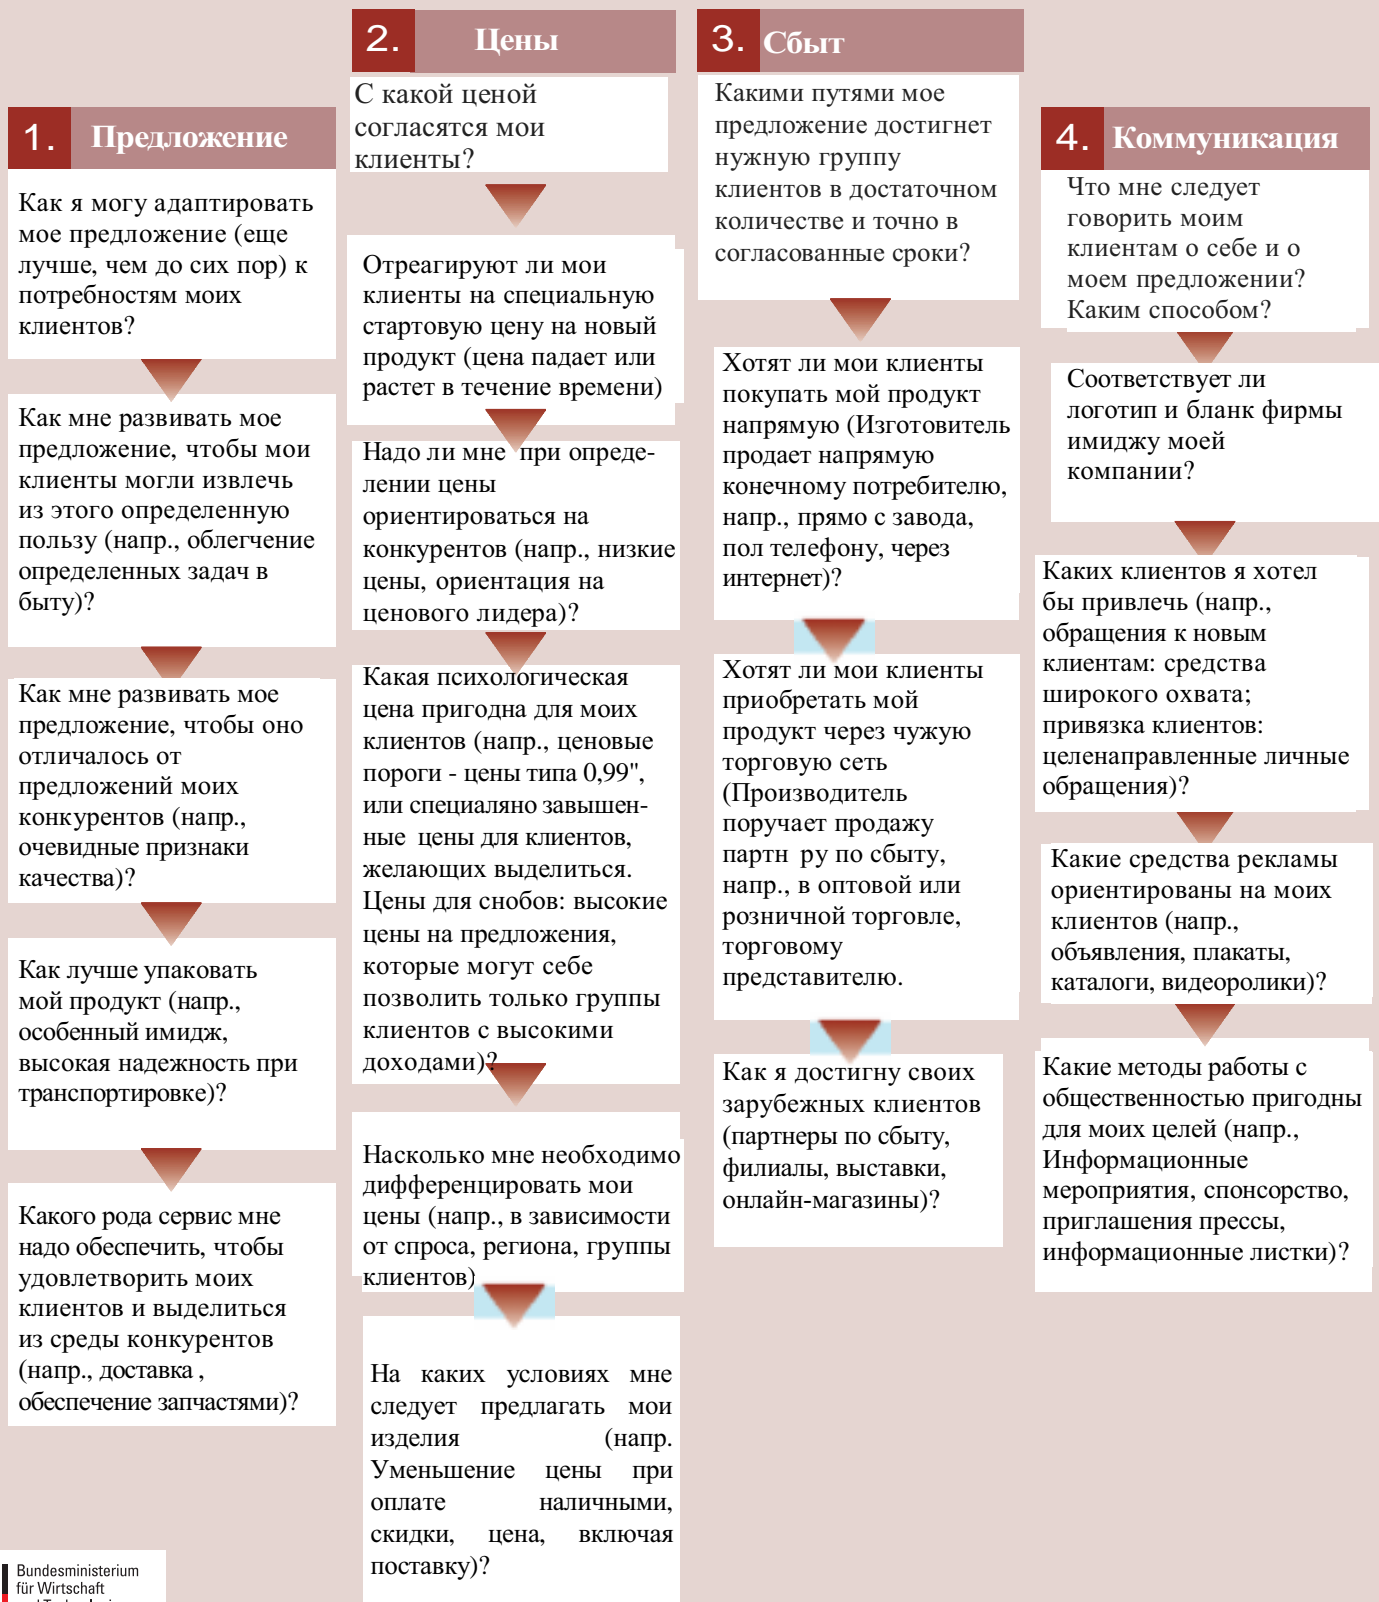 1. Предложение
Как я могу адаптировать
мое предложение (еще
лучше, чем до сих пор) к
потребностям моих
клиентов?
Как мне развивать мое
предложение, чтобы мои
клиенты могли извлечь
из этого определенную
пользу (напр., облегчение
определенных задач в
быту)?
Как мне развивать мое
предложение, чтобы оно
отличалось от
предложений моих
конкурентов (напр.,
очевидные признаки
качества)?
Как лучше упаковать
мой продукт (напр.,
особенный имидж,
высокая надежность при
транспортировке)?
Какого рода сервис мне
надо обеспечить, чтобы
удовлетворить моих
клиентов и выделиться
из среды конкурентов
(напр., доставка ,
обеспечение запчастями)?
2. Цены
С какой ценой
согласятся мои
клиенты?
Отреагируют ли мои
клиенты на специальную
стартовую цену на новый
продукт (цена падает или
растет в течение времени)
Надо ли мне при опреде-
лении цены
ориентироваться на
конкурентов (напр., низкие
цены, ориентация на
ценового лидера)?
Какая психологическая
цена пригодна для моих
клиентов (напр., ценовые
пороги - цены типа 0,99",
или специаляно завышен-
ные цены для клиентов,
желающих выделиться.
Цены для снобов: высокие
цены на предложения,
которые могут себе
позволить только группы
клиентов с высокими
доходами)?
Насколько мне необходимо
дифференцировать мои
цены (напр., в зависимости
от спроса, региона, группы
клиентов)
На каких условиях мне
следует предлагать мои
изделия (напр.
Уменьшение цены при
оплате наличными,
скидки, цена, включая
поставку)?
3. Сбыт
Какими путями мое
предложение достигнет
нужную группу
клиентов в достаточном
количестве и точно в
согласованные сроки?
Хотят ли мои клиенты
покупать мой продукт
напрямую (Изготовитель
продает напрямую
конечному потребителю,
напр., прямо с завода,
пол телефону, через
интернет)?
Хотят ли мои клиенты
приобретать мой
продукт через чужую
торговую сеть
(Производитель
поручает продажу
партн ру по сбыту,
напр., в оптовой или
розничной торговле,
торговому
представителю.
Как я достигну своих
зарубежных клиентов
(партнеры по сбыту,
филиалы, выставки,
онлайн-магазины)?
4. Коммуникация
Что мне следует
говорить моим
клиентам о себе и о
моем предложении?
Каким способом?
Соответствует ли
логотип и бланк фирмы
имиджу моей
компании?
Каких клиентов я хотел
бы привлечь (напр.,
обращения к новым
клиентам: средства
широкого охвата;
привязка клиентов:
целенаправленные личные
обращения)?
Какие средства рекламы
ориентированы на моих
клиентов (напр.,
объявления, плакаты,
каталоги, видеоролики)?
Какие методы работы с
общественностью пригодны
для моих целей (напр.,
Информационные
мероприятия, спонсорство,
приглашения прессы,
информационные листки)?
Bundesministerium
für Wirtschaft